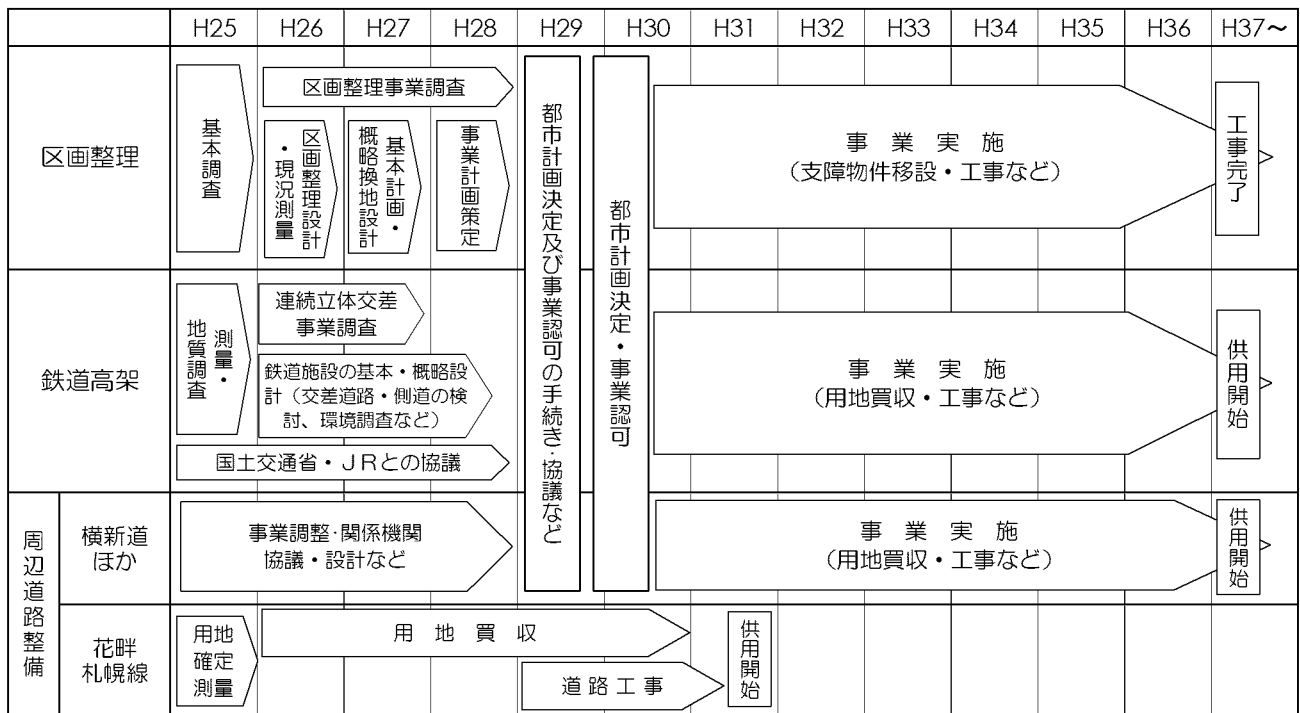 H25 H26 H27 H28 H29 H30 H31 H32 H33 H34 H35 H36 H37～
区画整理
基本調査
区画整理事業調査
区画整理設計
・現況測量
基本計画・
概略換地設計
事業計画策定
都市計画決定及び事業認可の手続き・協議など
都市計画決定・事業認可
事業実施
（支障物件移設・工事など）
工事完了
鉄道高架
測量・
地質調査
連続立体交差
事業調査
鉄道施設の基本・概略設
計（交差道路・側道の検
討、環境調査など）
国土交通省・ＪＲとの協議
事業実施
（用地買収・工事など）
供用開始
周辺道路整備
横新道
ほか
事業調整・関係機関
協議・設計など
事業実施
（用地買収・工事など）
供用開始
花畔
札幌線
用地
確定
測量
用地買収
道路工事
供用開始